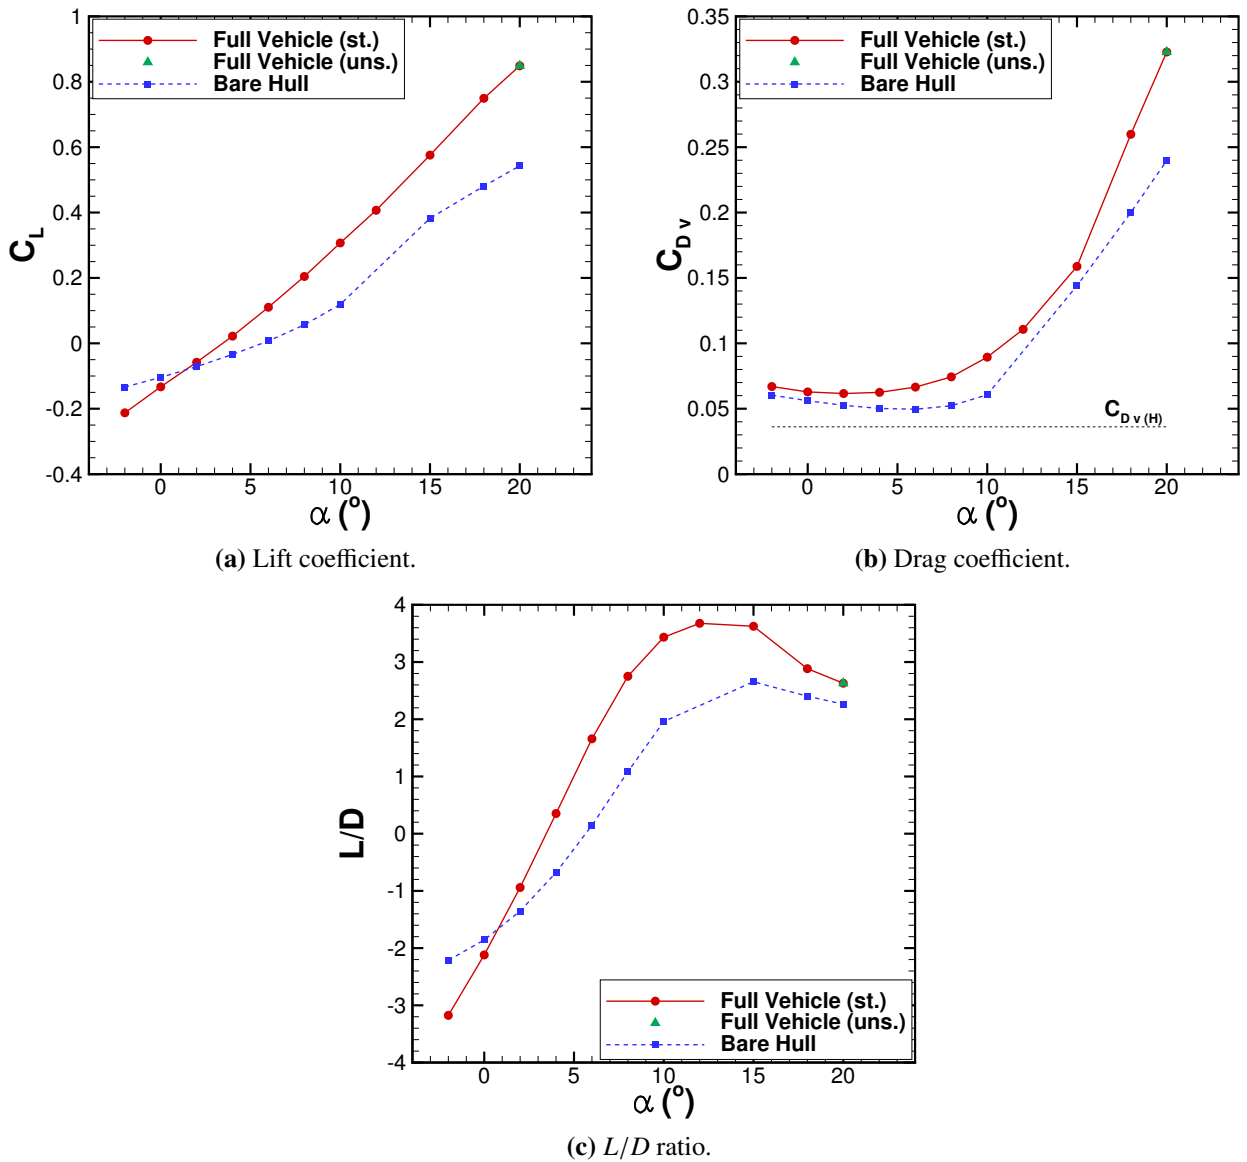 1
0.8
0.6
0.4
0.2
0
-0.2
-0.4
C_L
Full Vehicle (st.)
Full Vehicle (uns.)
Bare Hull
0 5 10 15 20
α (º)
(a) Lift coefficient.
0.35
0.3
0.25
0.2
0.15
0.1
0.05
0
C_D v
Full Vehicle (st.)
Full Vehicle (uns.)
Bare Hull
C_D v (H)
0 5 10 15 20
α (º)
(b) Drag coefficient.
4
3
2
1
0
-1
-2
-3
-4
L/D
Full Vehicle (st.)
Full Vehicle (uns.)
Bare Hull
0 5 10 15 20
α (º)
(c) L/D ratio.